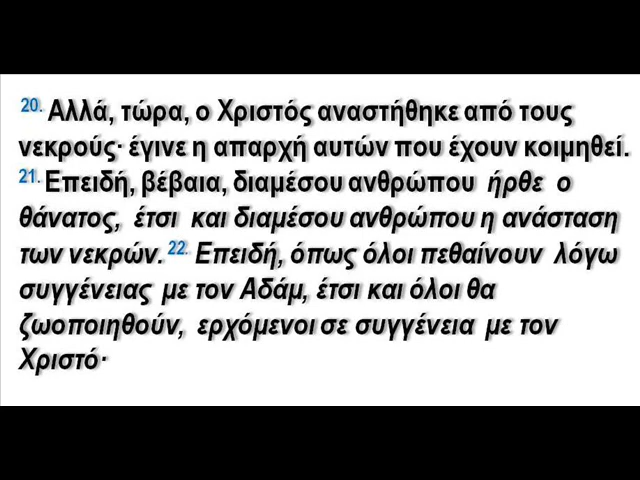 20. Αλλά, τώρα, ο Χριστός αναστήθηκε από τους
νεκρούς· έγινε η απαρχή αυτών που έχουν κοιμηθεί.
21. Επειδή, βέβαια, διαμέσου ανθρώπου ήρθε ο
θάνατος, έτσι και διαμέσου ανθρώπου η ανάσταση
των νεκρών. 22. Επειδή, όπως όλοι πεθαίνουν λόγω
συγγένειας με τον Αδάμ, έτσι και όλοι θα
ζωοποιηθούν, ερχόμενοι σε συγγένεια με τον
Χριστό·